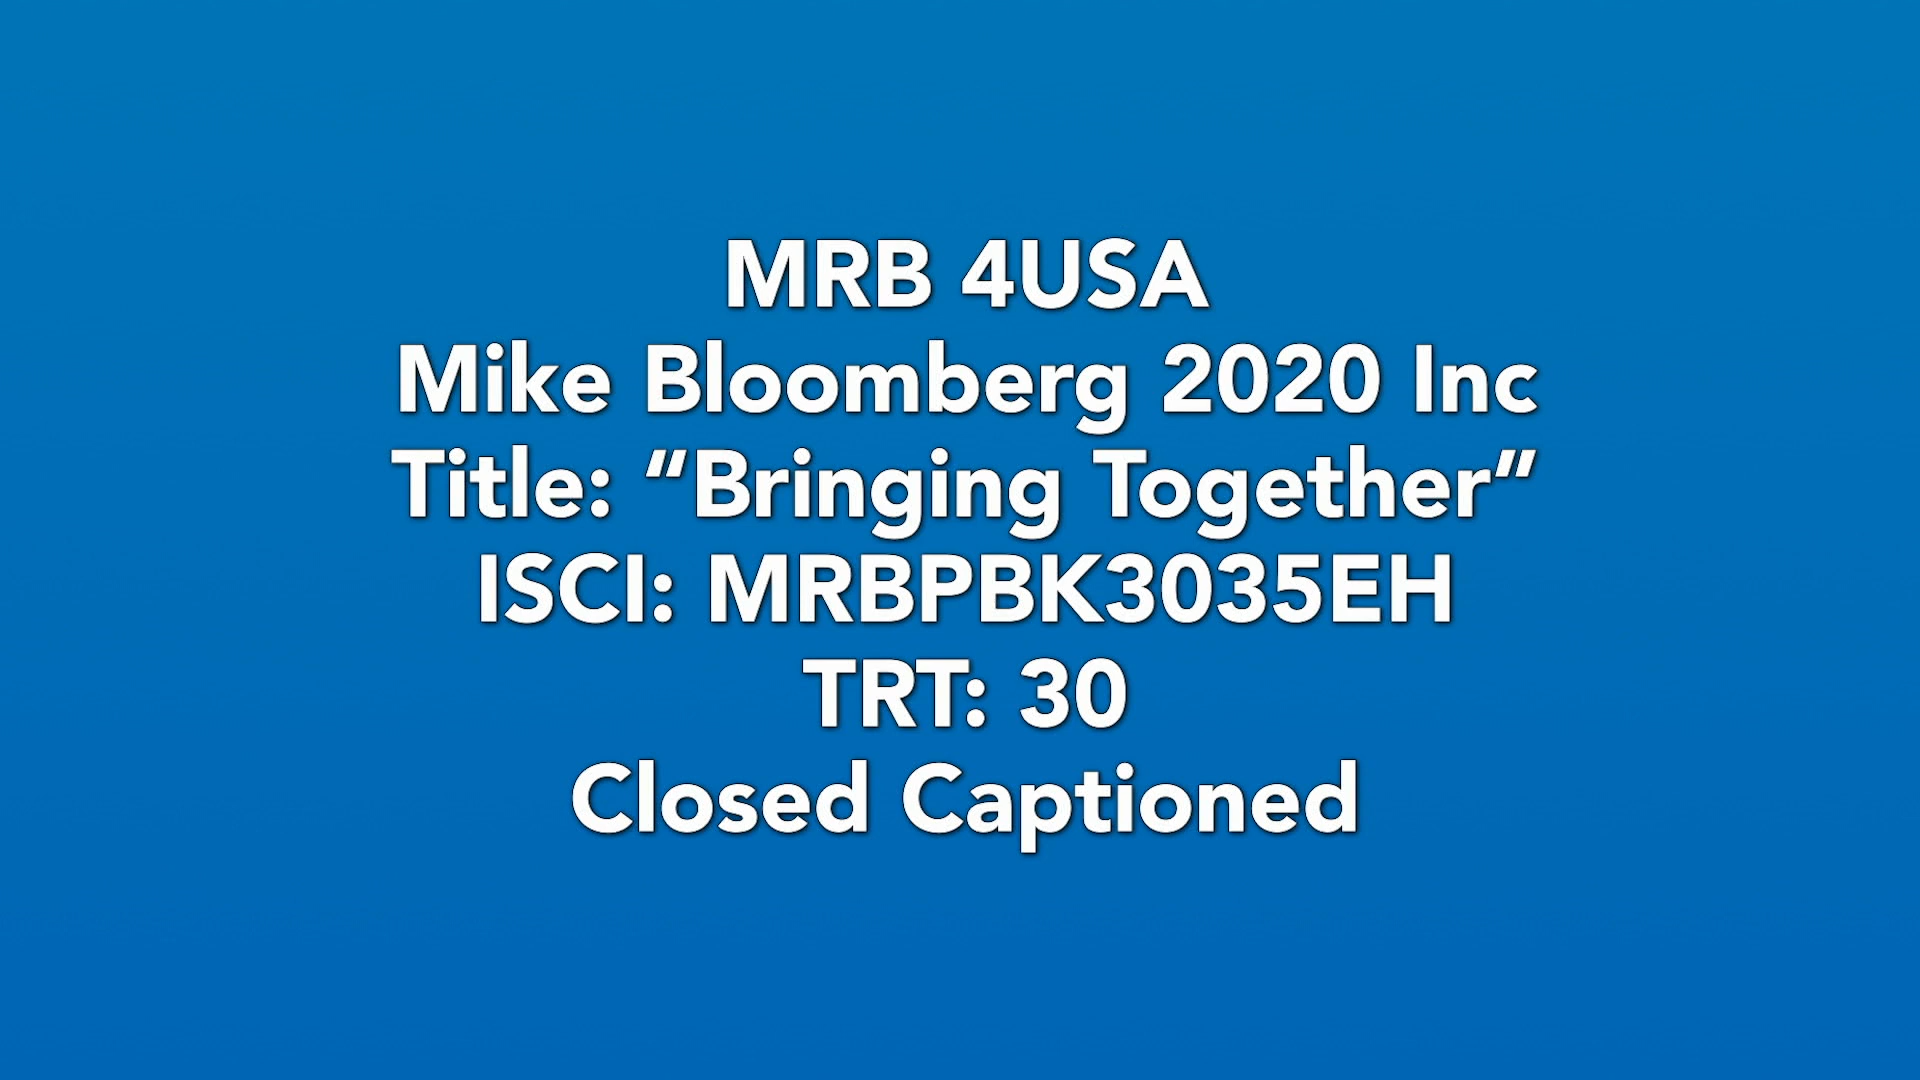 MRB 4USA
Mike Bloomberg 2020 Inc
Title: “Bringing Together”
ISCI: MRBPBK3035EH
TRT: 30
Closed Captioned